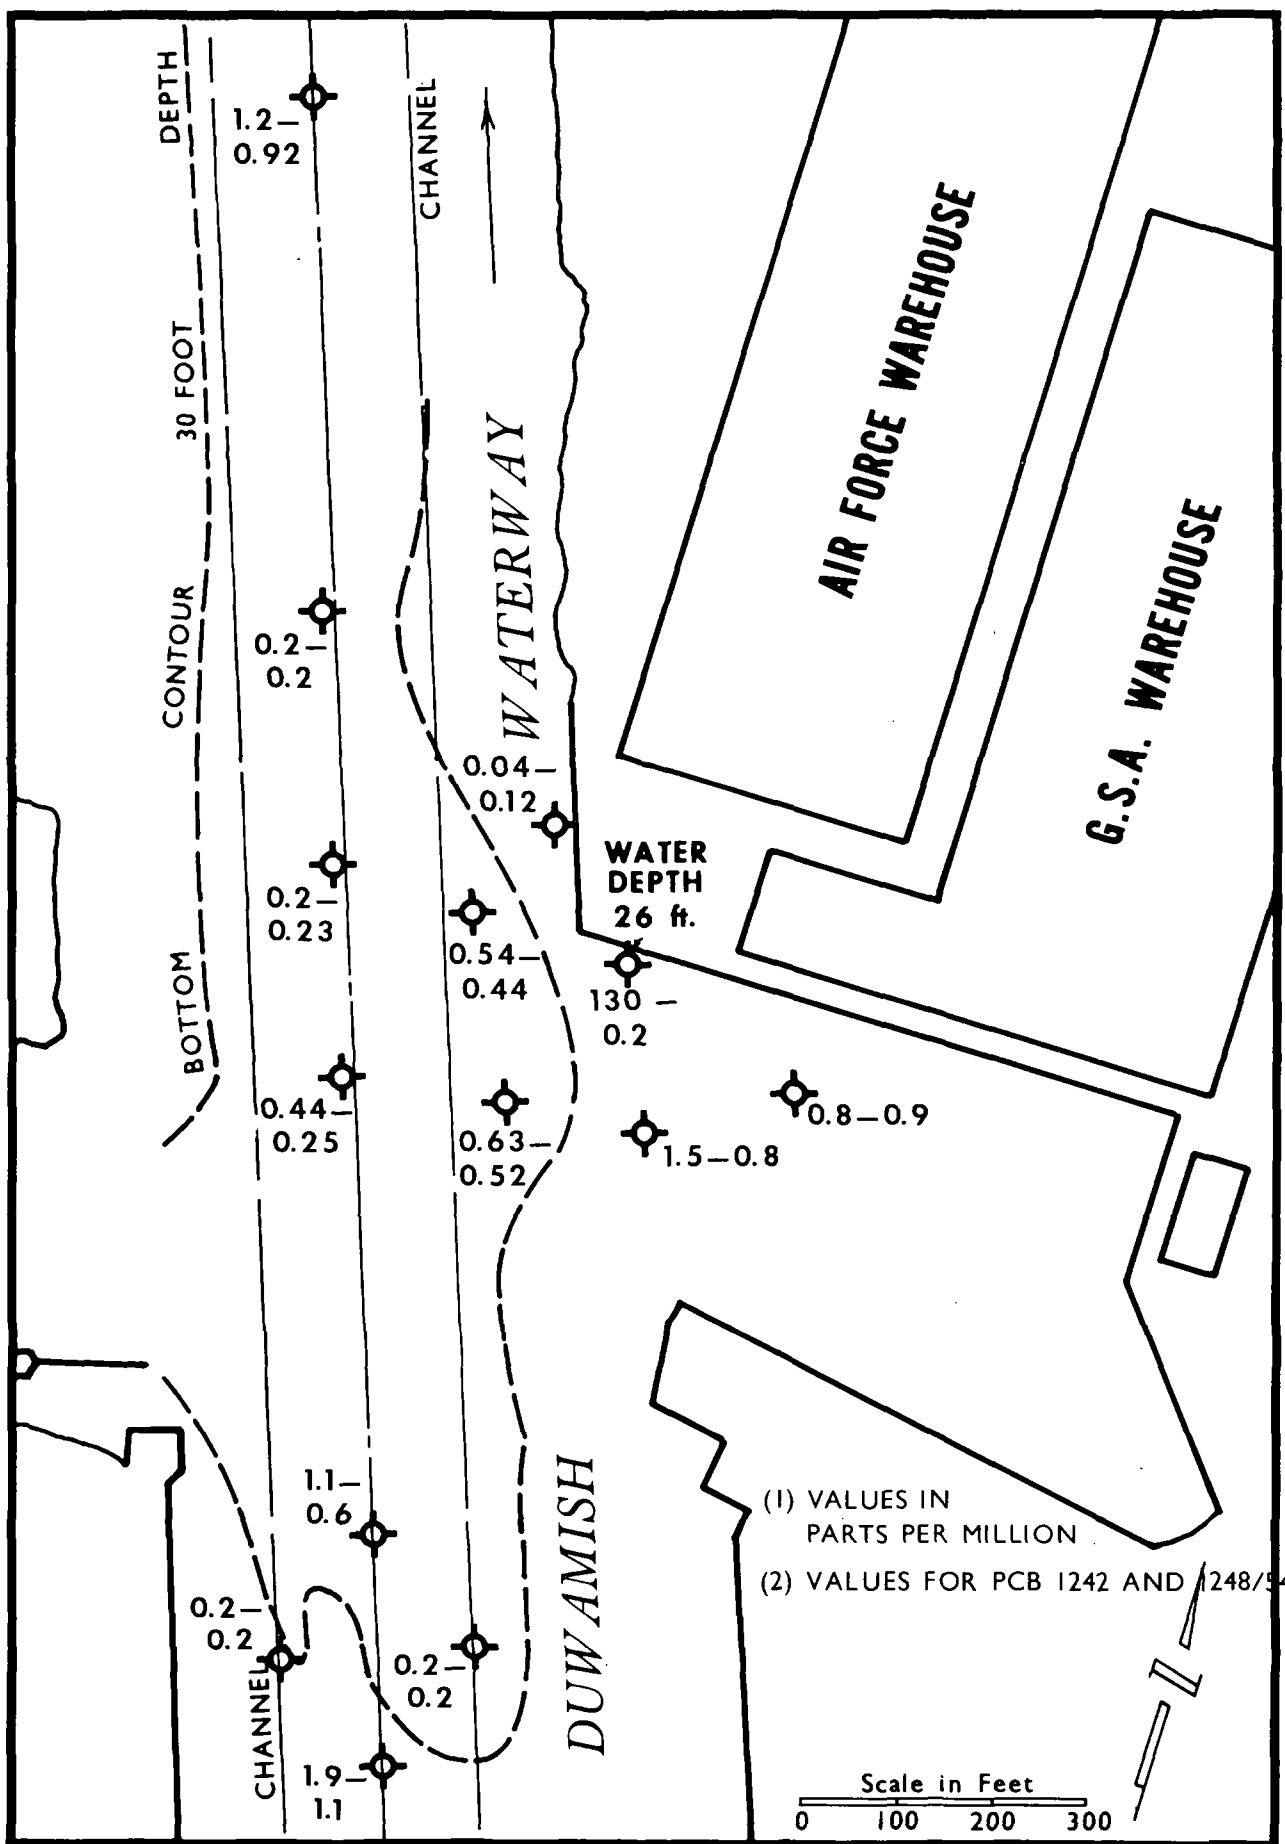 DEPTH
1.2—
0.92
CHANNEL
30 FOOT
AIR FORCE WAREHOUSE
WATERWAY
G.S.A. WAREHOUSE
CONTOUR
0.2—
0.2
0.04—
0.12
WATER
DEPTH
26 ft.
0.2—
0.23
0.54—
0.44
130 —
0.2
BOTTOM
0.44—
0.25
0.63—
0.52
0.8—0.9
1.5—0.8
1.1—
0.6
DUWAMISH
(1) VALUES IN
PARTS PER MILLION
(2) VALUES FOR PCB 1242 AND 1248/54
0.2—
0.2
0.2—
0.2
CHANNEL
1.9—
1.1
N
Scale in Feet
0 100 200 300